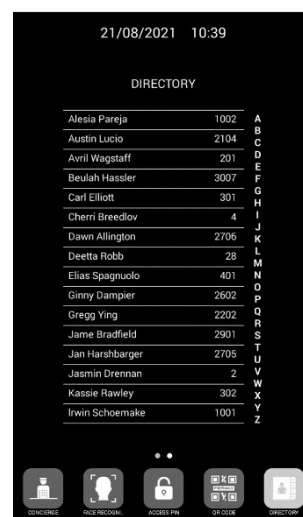 21/08/2021 10:39
DIRECTORY
Alesia Pareja 1002
Austin Lucio 2104
Avril Wagstaff 201
Beulah Hassler 3007
Carl Elliott 301
Cherri Breedlov 4
Dawn Allington 2706
Deetta Robb 28
Elias Spagnuolo 401
Ginny Dampier 2602
Gregg Ying 2202
Jame Bradfield 2901
Jan Harshbarger 2705
Jasmin Drennan 2
Kassie Rawley 302
Irwin Schoemake 1001
A
B
C
D
E
F
G
H
I
J
K
L
M
N
O
P
Q
R
S
T
U
V
W
X
Y
Z
CONCIERGE FACE RECOGNI. ACCESS PIN QR CODE DIRECTORY